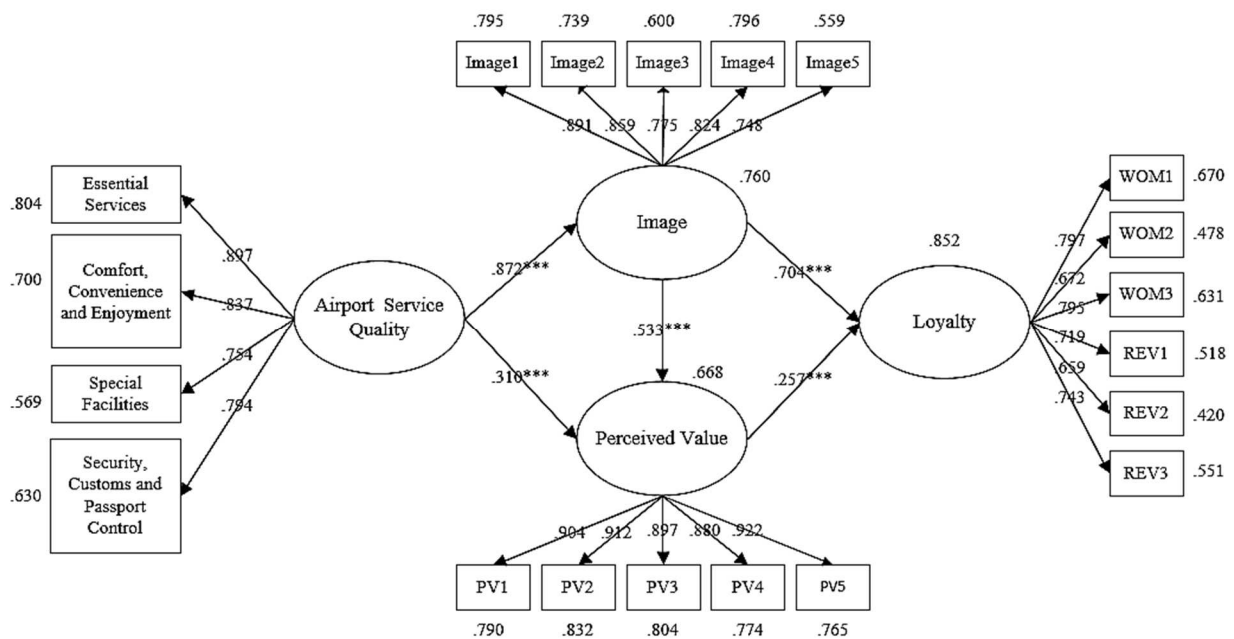 .795 .739 .600 .796 .559
Image1 Image2 Image3 Image4 Image5
.891 .859 .775 .824 .748
.760
Image
Essential
Services
.804
.897
Comfort,
Convenience
and Enjoyment
.700
.837
Special
Facilities
.569
.754
Security,
Customs and
Passport
Control
.630
.794
Airport Service
Quality
.872***
.310***
.533***
.704***
.257***
.668
Perceived Value
.852
Loyalty
.797
WOM1 .670
.672
WOM2 .478
.795
WOM3 .631
.719
REV1 .518
.659
REV2 .420
.743
REV3 .551
.904 .912 .897 .880 .922
PV1 PV2 PV3 PV4 PV5
.790 .832 .804 .774 .765